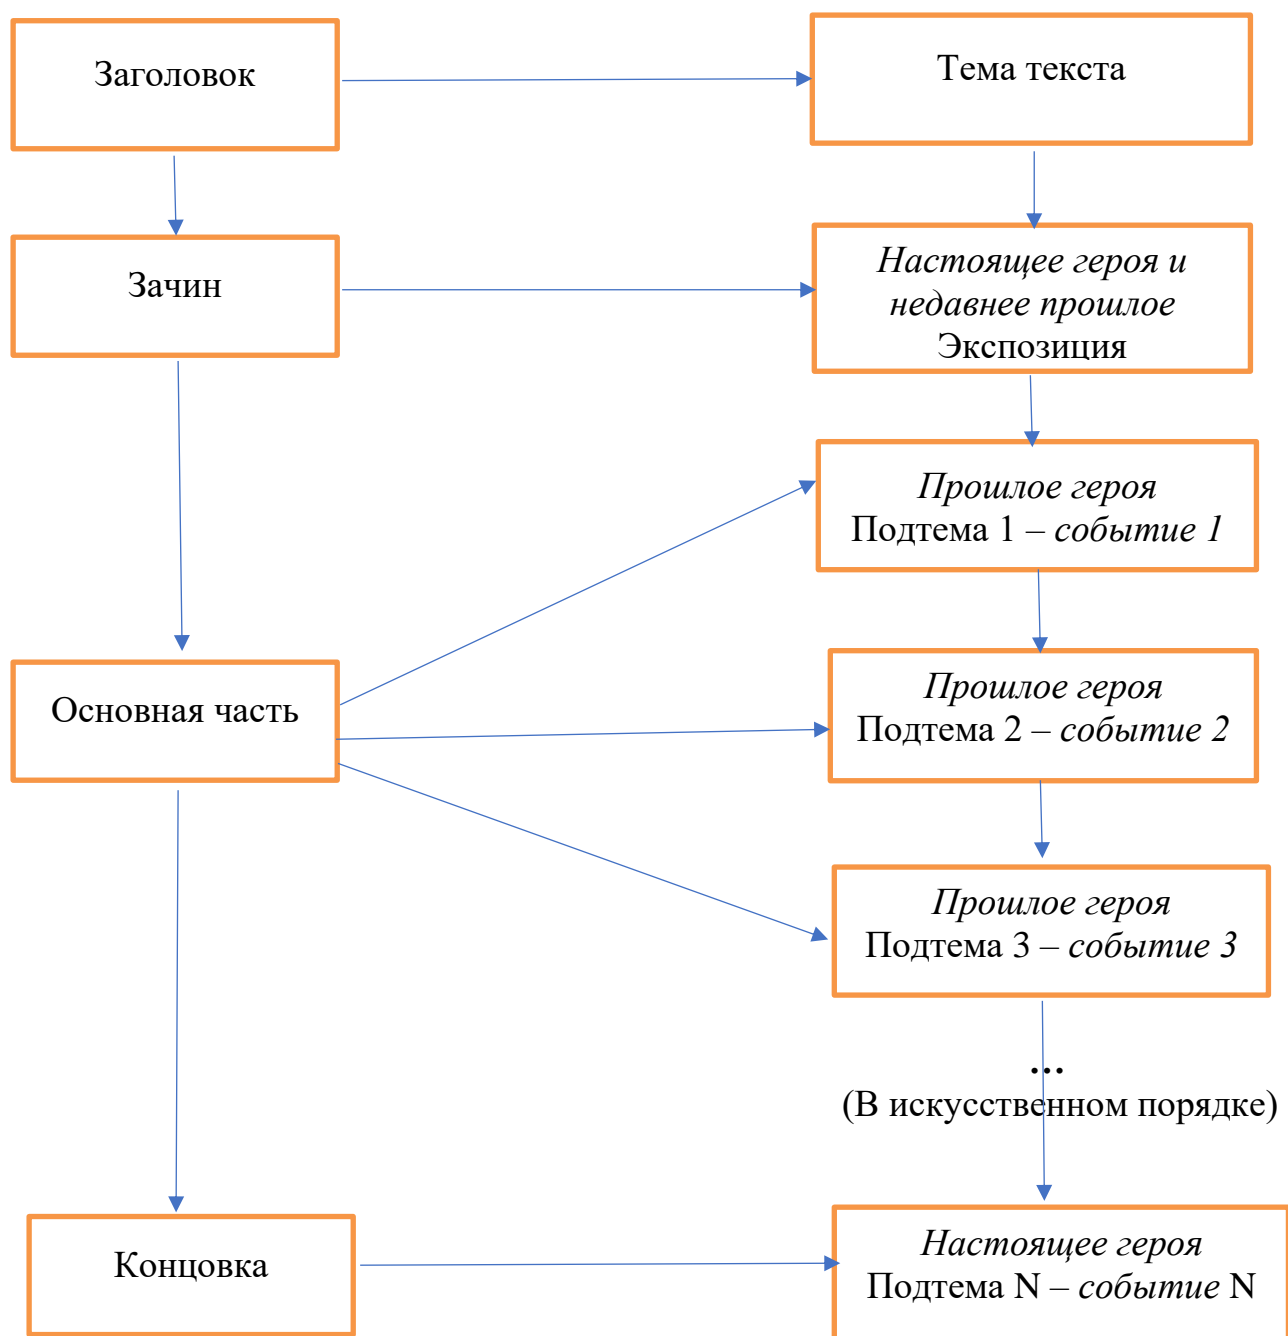 Заголовок
Тема текста
Зачин
Настоящее героя и
недавнее прошлое
Экспозиция
Прошлое героя
Подтема 1 – событие 1
Основная часть
Прошлое героя
Подтема 2 – событие 2
Прошлое героя
Подтема 3 – событие 3
...
(В искусственном порядке)
Концовка
Настоящее героя
Подтема N – событие N